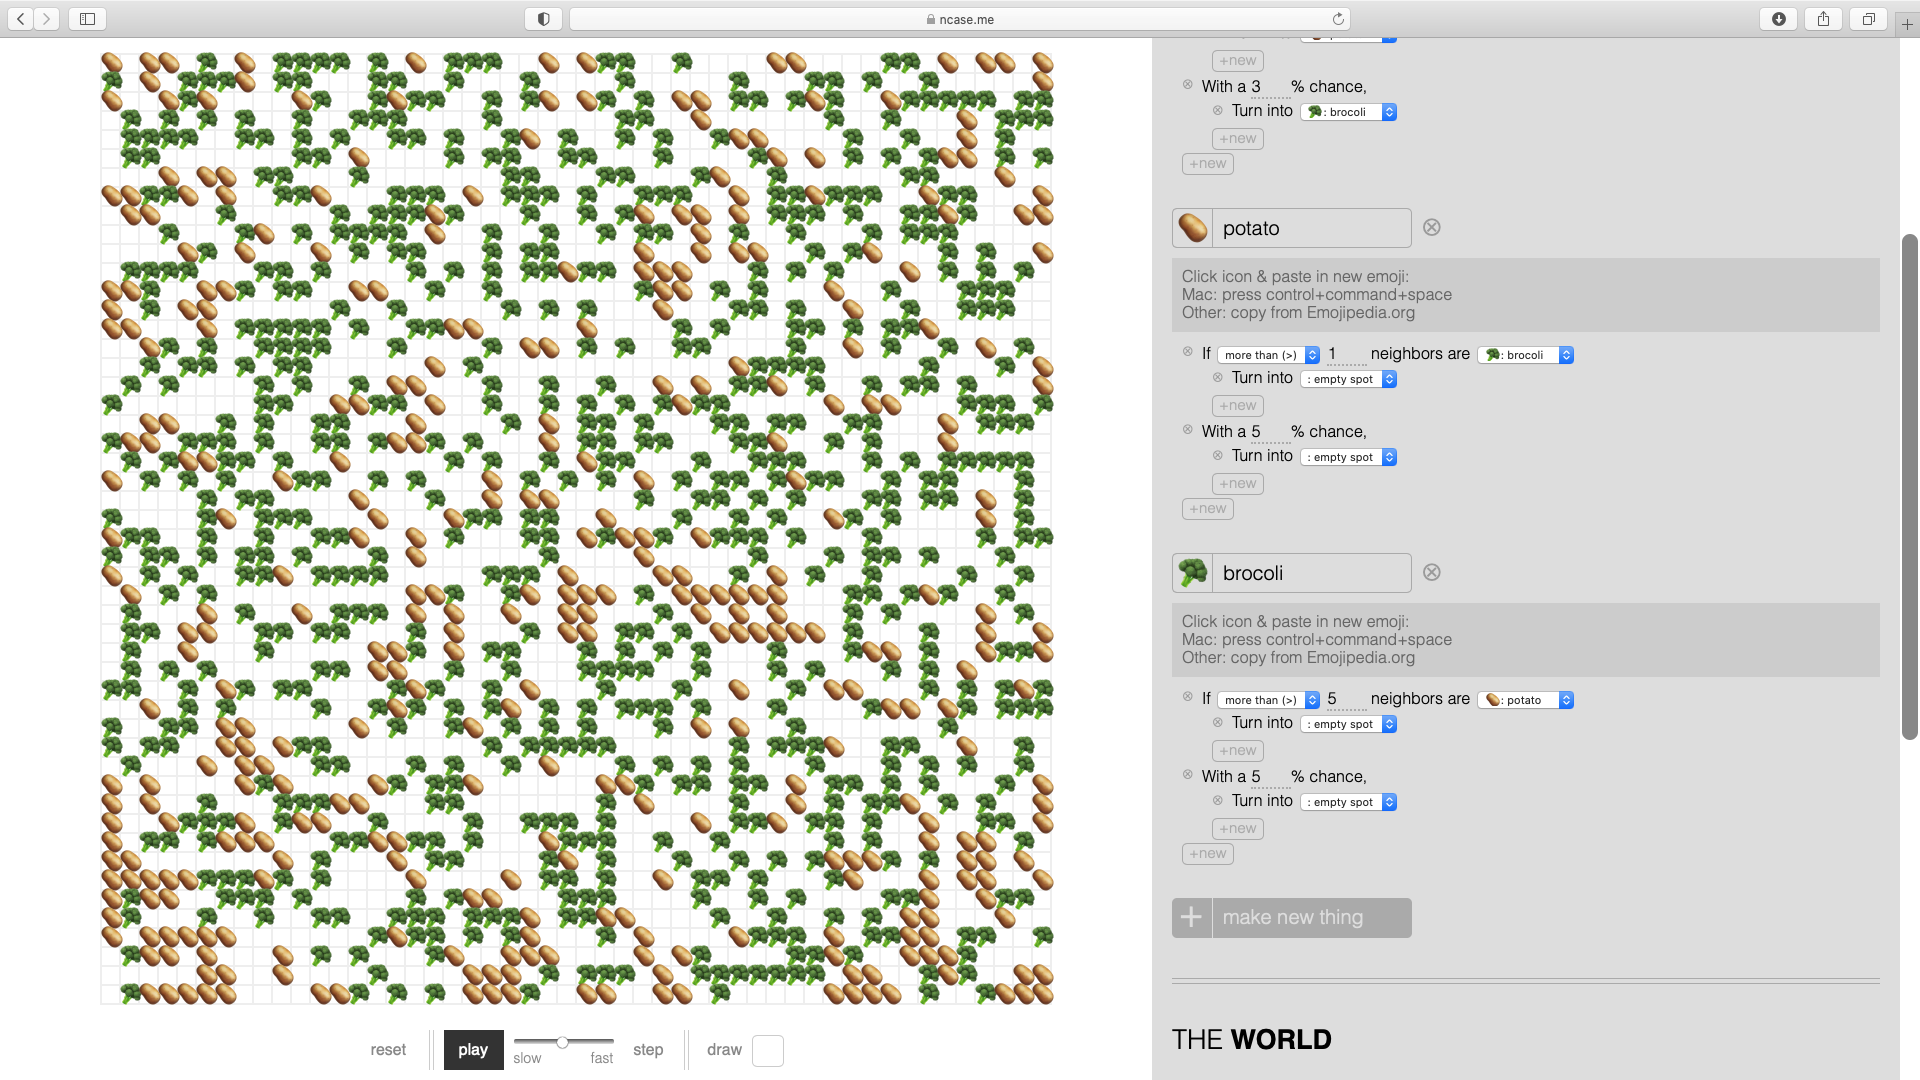 ncase.me
+new
With a 3 % chance,
Turn into : brocoli
+new
+new
potato
Click icon & paste in new emoji:
Mac: press control+command+space
Other: copy from Emojipedia.org
If more than (>) 1 neighbors are : brocoli
Turn into : empty spot
+new
With a 5 % chance,
Turn into : empty spot
+new
+new
brocoli
Click icon & paste in new emoji:
Mac: press control+command+space
Other: copy from Emojipedia.org
If more than (>) 5 neighbors are : potato
Turn into : empty spot
+new
With a 5 % chance,
Turn into : empty spot
+new
+new
+ make new thing
THE WORLD
reset play slow fast step draw